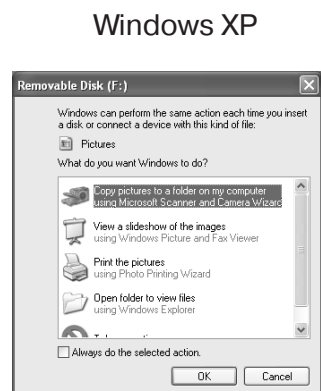 Windows XP
Removable Disk (F:)
Windows can perform the same action each time you insert
a disk or connect a device with this kind of file:
Pictures
What do you want Windows to do?
Copy pictures to a folder on my computer
using Microsoft Scanner and Camera Wizard
View a slideshow of the images
using Windows Picture and Fax Viewer
Print the pictures
using Photo Printing Wizard
Open folder to view files
using Windows Explorer
Always do the selected action.
OK
Cancel